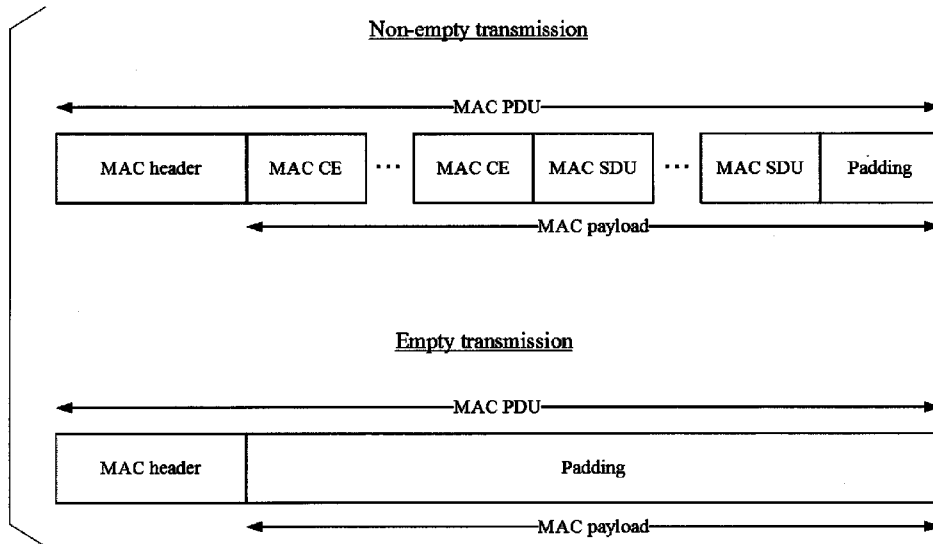 Non-empty transmission
MAC PDU
MAC header MAC CE ... MAC CE MAC SDU ... MAC SDU Padding
MAC payload
Empty transmission
MAC PDU
MAC header Padding
MAC payload